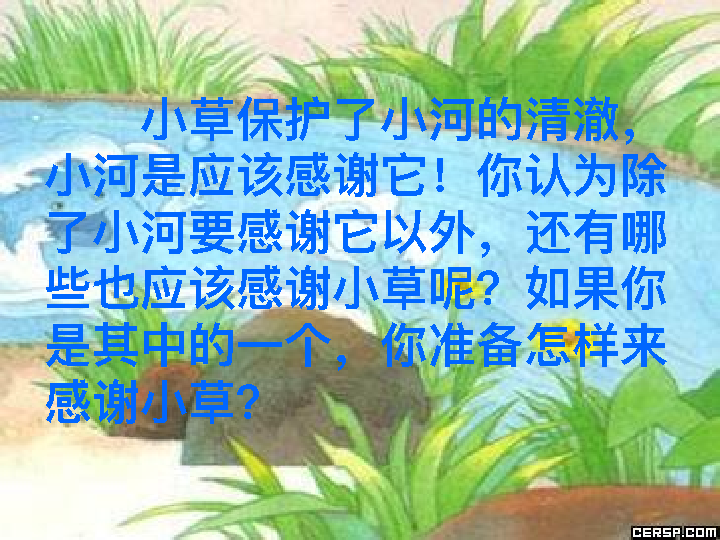 小草保护了小河的清澈，
小河是应该感谢它！你认为除
了小河要感谢它以外，还有哪
些也应该感谢小草呢？如果你
是其中的一个，你准备怎样来
感谢小草？
CERSP.COM